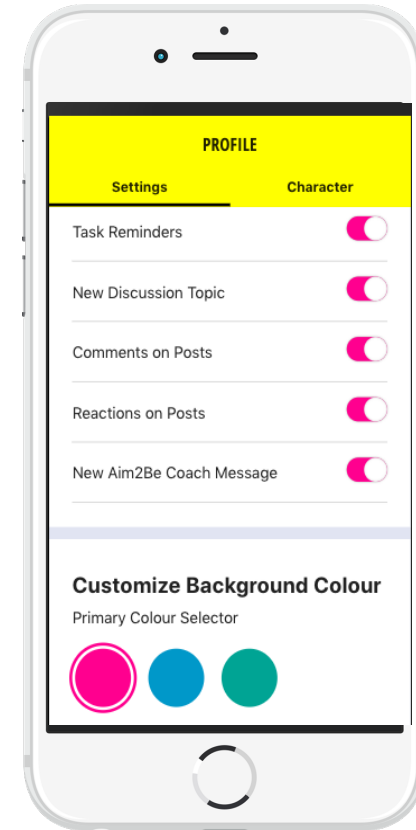 PROFILE
Settings Character
Task Reminders
New Discussion Topic
Comments on Posts
Reactions on Posts
New Aim2Be Coach Message
Customize Background Colour
Primary Colour Selector